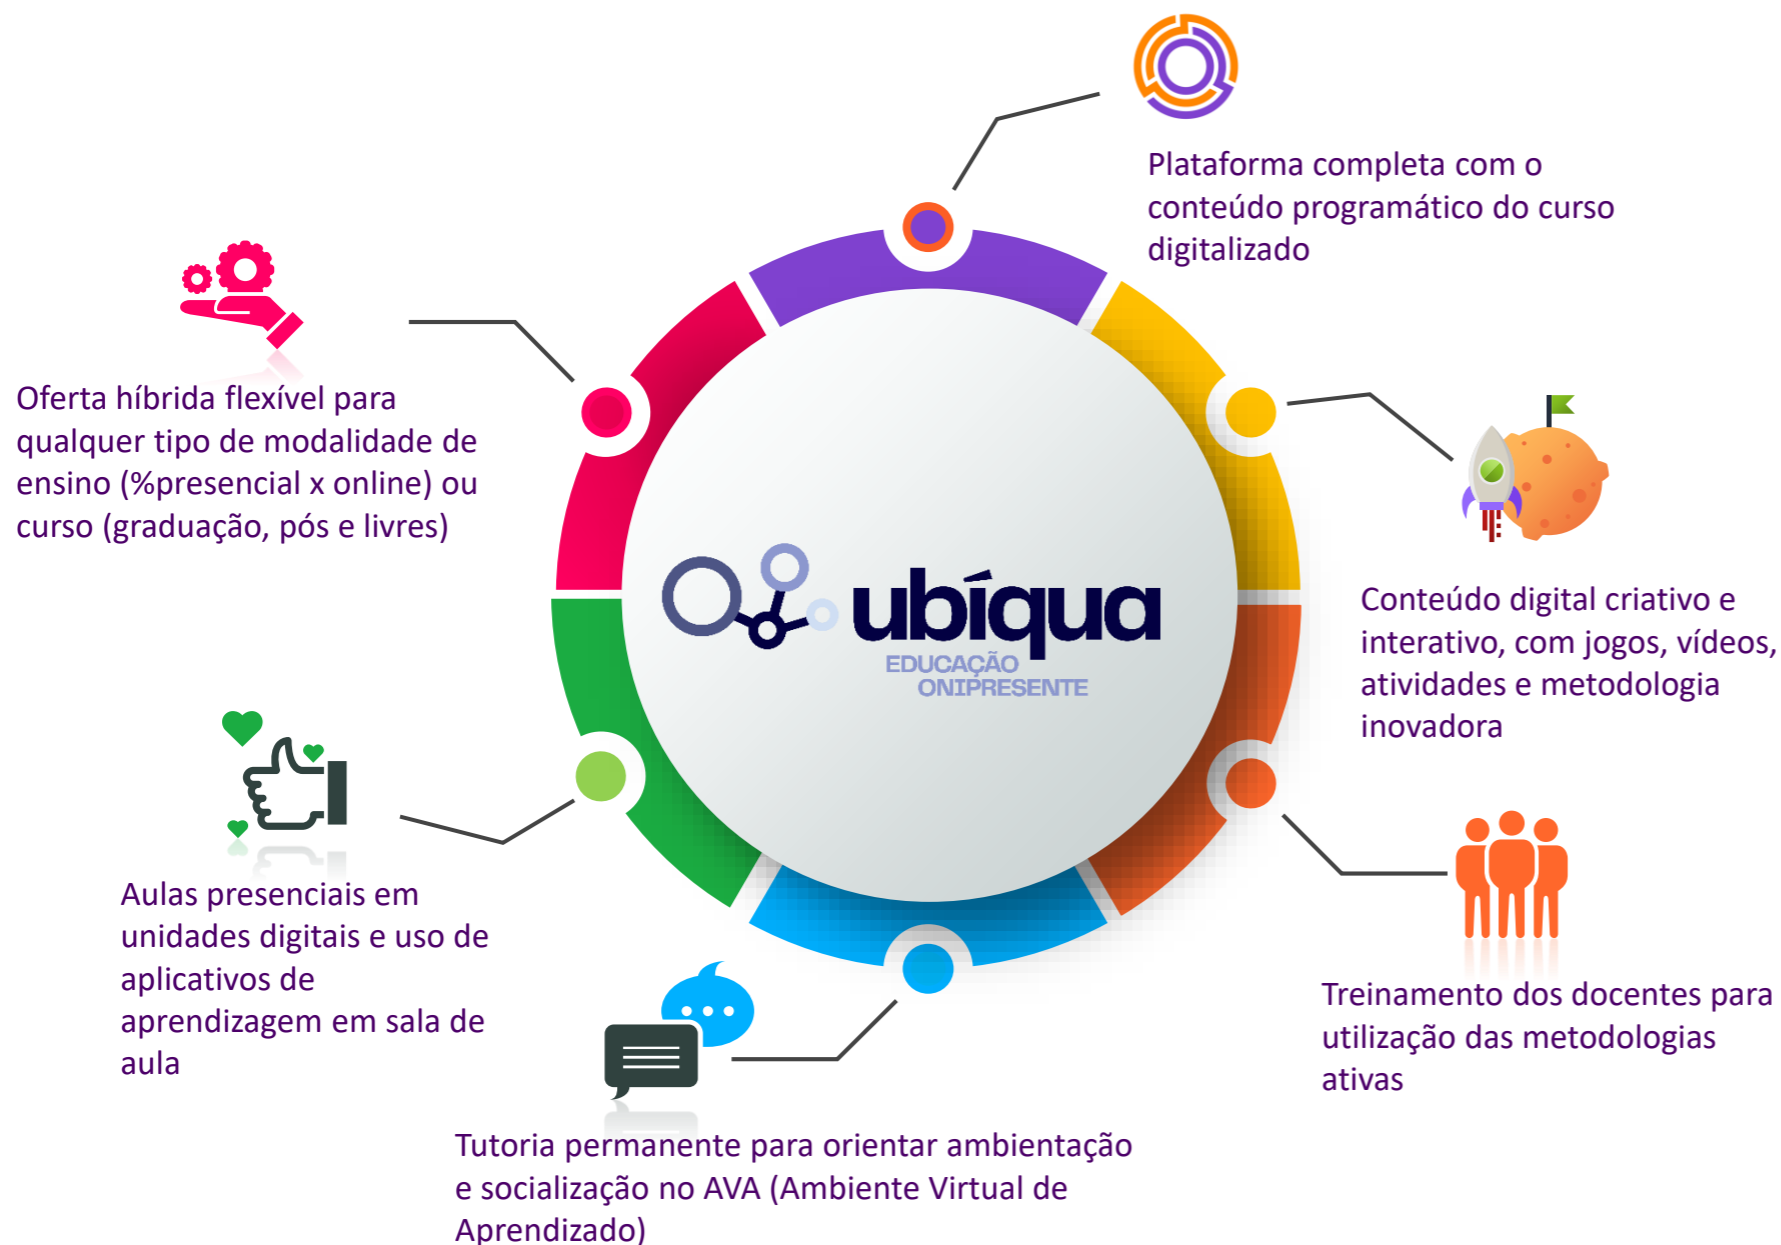 Plataforma completa com o
conteúdo programático do curso
digitalizado
Oferta híbrida flexível para
qualquer tipo de modalidade de
ensino (%presencial x online) ou
curso (graduação, pós e livres)
ubíqua
EDUCAÇÃO
ONIPRESENTE
Conteúdo digital criativo e
interativo, com jogos, vídeos,
atividades e metodologia
inovadora
Aulas presenciais em
unidades digitais e uso de
aplicativos de
aprendizagem em sala de
aula
Treinamento dos docentes para
utilização das metodologias
ativas
Tutoria permanente para orientar ambientação
e socialização no AVA (Ambiente Virtual de
Aprendizado)